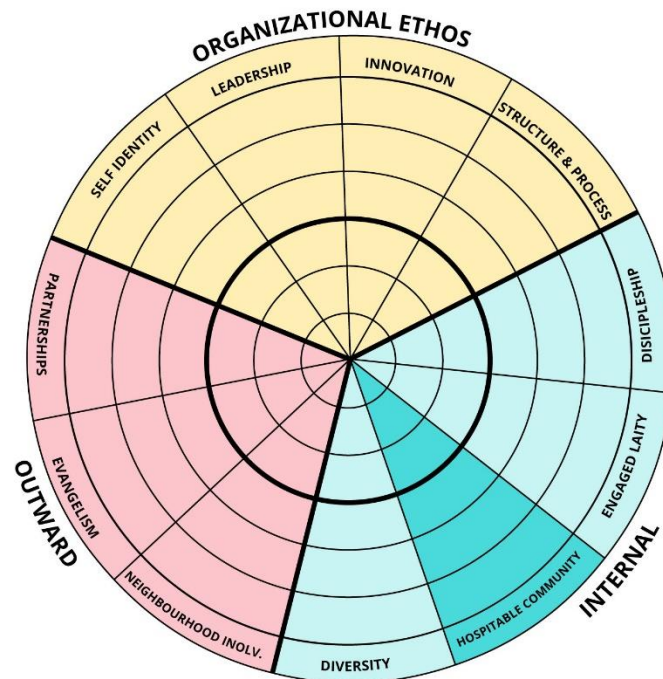 ORGANIZATIONAL ETHOS
SELF IDENTITY
LEADERSHIP
INNOVATION
STRUCTURE & PROCESS
DISICIPLESHIP
ENGAGED LAITY
HOSPITABLE COMMUNITY
DIVERSITY
INTERNAL
NEIGHBOURHOOD INOLV.
EVANGELISM
PARTNERSHIPS
OUTWARD